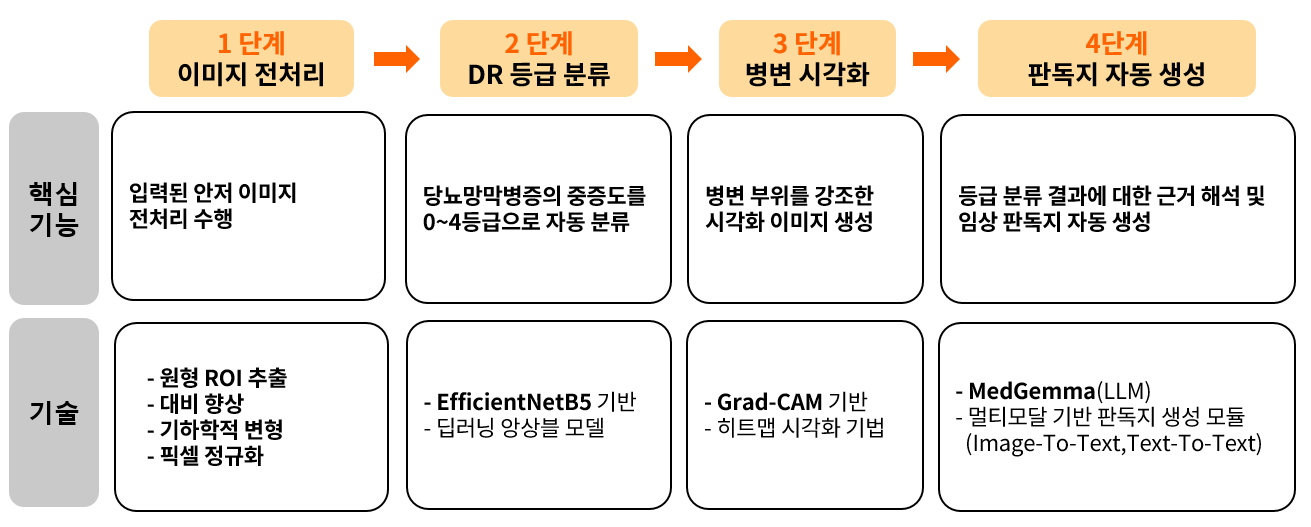 1 단계
이미지 전처리
2 단계
DR 등급 분류
3 단계
병변 시각화
4단계
판독지 자동 생성
핵심
기능
입력된 안저 이미지
전처리 수행
당뇨망막병증의 중증도를
0~4등급으로 자동 분류
병변 부위를 강조한
시각화 이미지 생성
등급 분류 결과에 대한 근거 해석 및
임상 판독지 자동 생성
기술
- 원형 ROI 추출
- 대비 향상
- 기하학적 변형
- 픽셀 정규화
- EfficientNetB5 기반
- 딥러닝 앙상블 모델
- Grad-CAM 기반
- 히트맵 시각화 기법
- MedGemma(LLM)
- 멀티모달 기반 판독지 생성 모듈
(Image-To-Text,Text-To-Text)